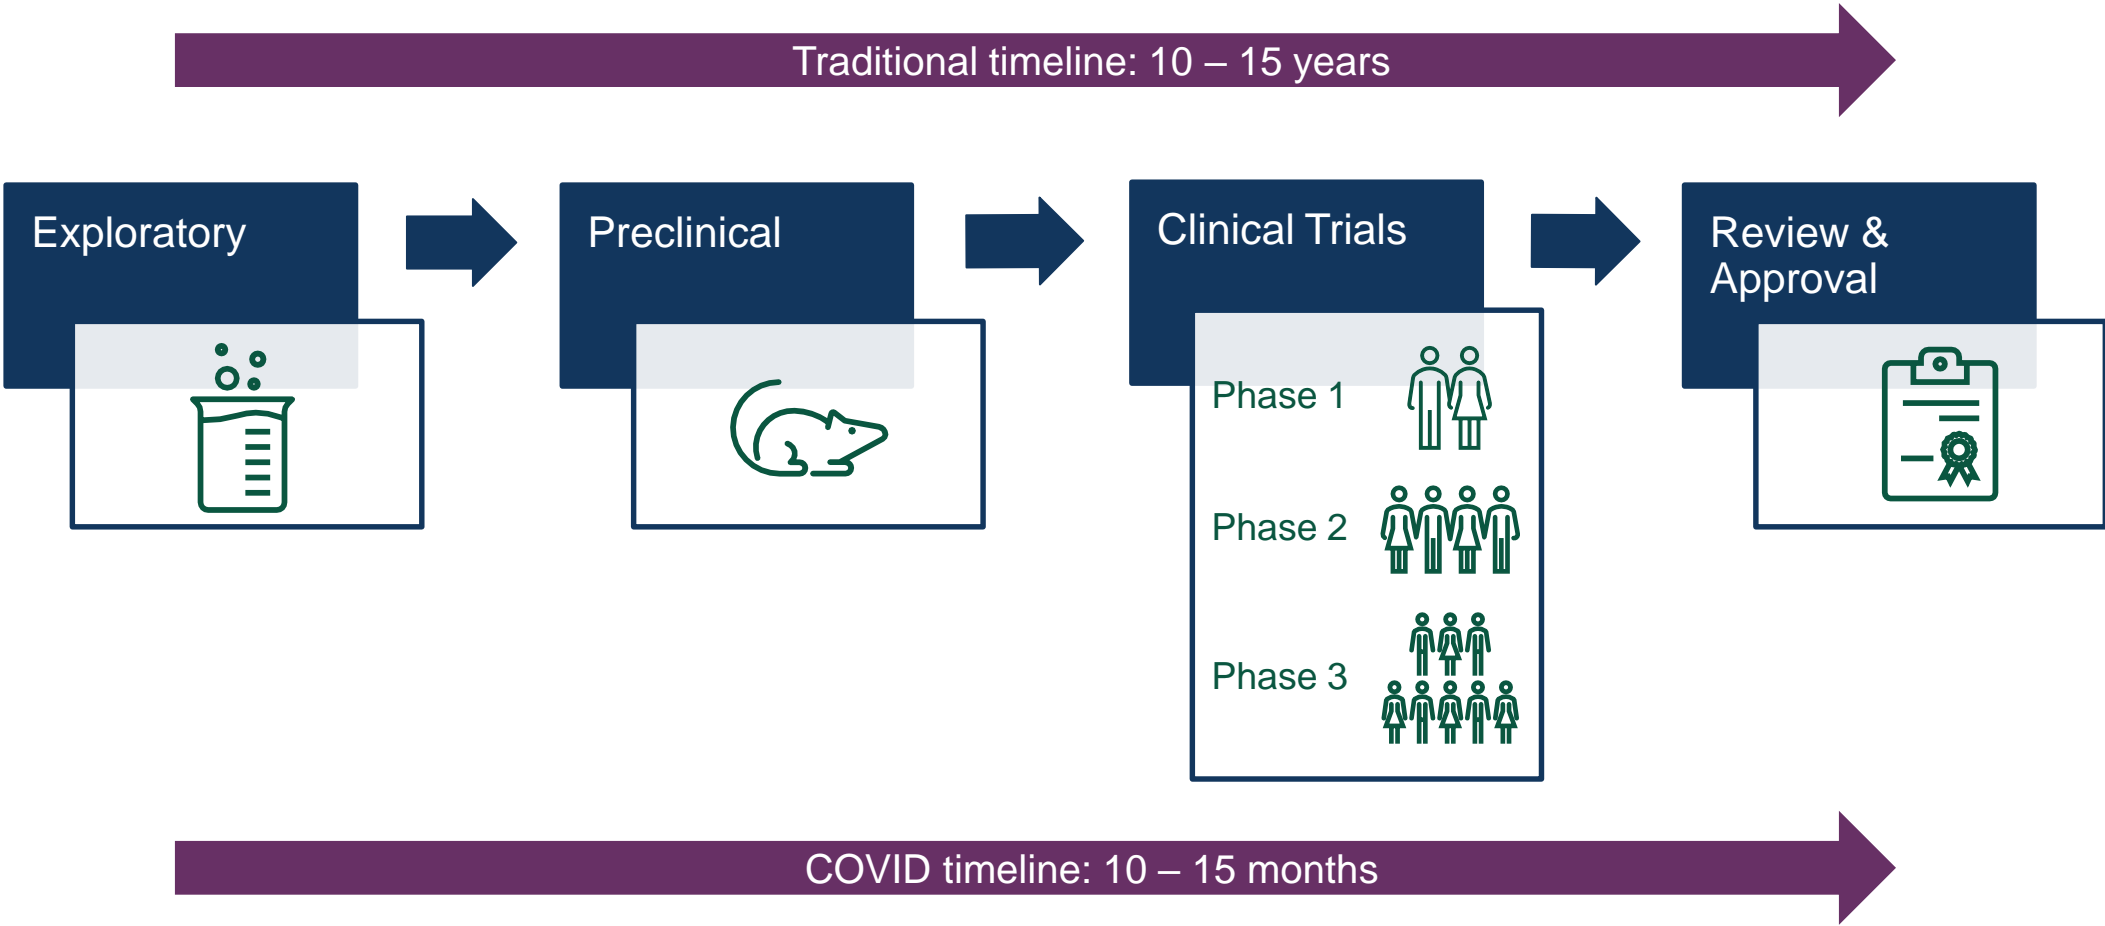 Traditional timeline: 10 – 15 years
Exploratory
Preclinical
Clinical Trials
Review &
Approval
Phase 1
Phase 2
Phase 3
COVID timeline: 10 – 15 months